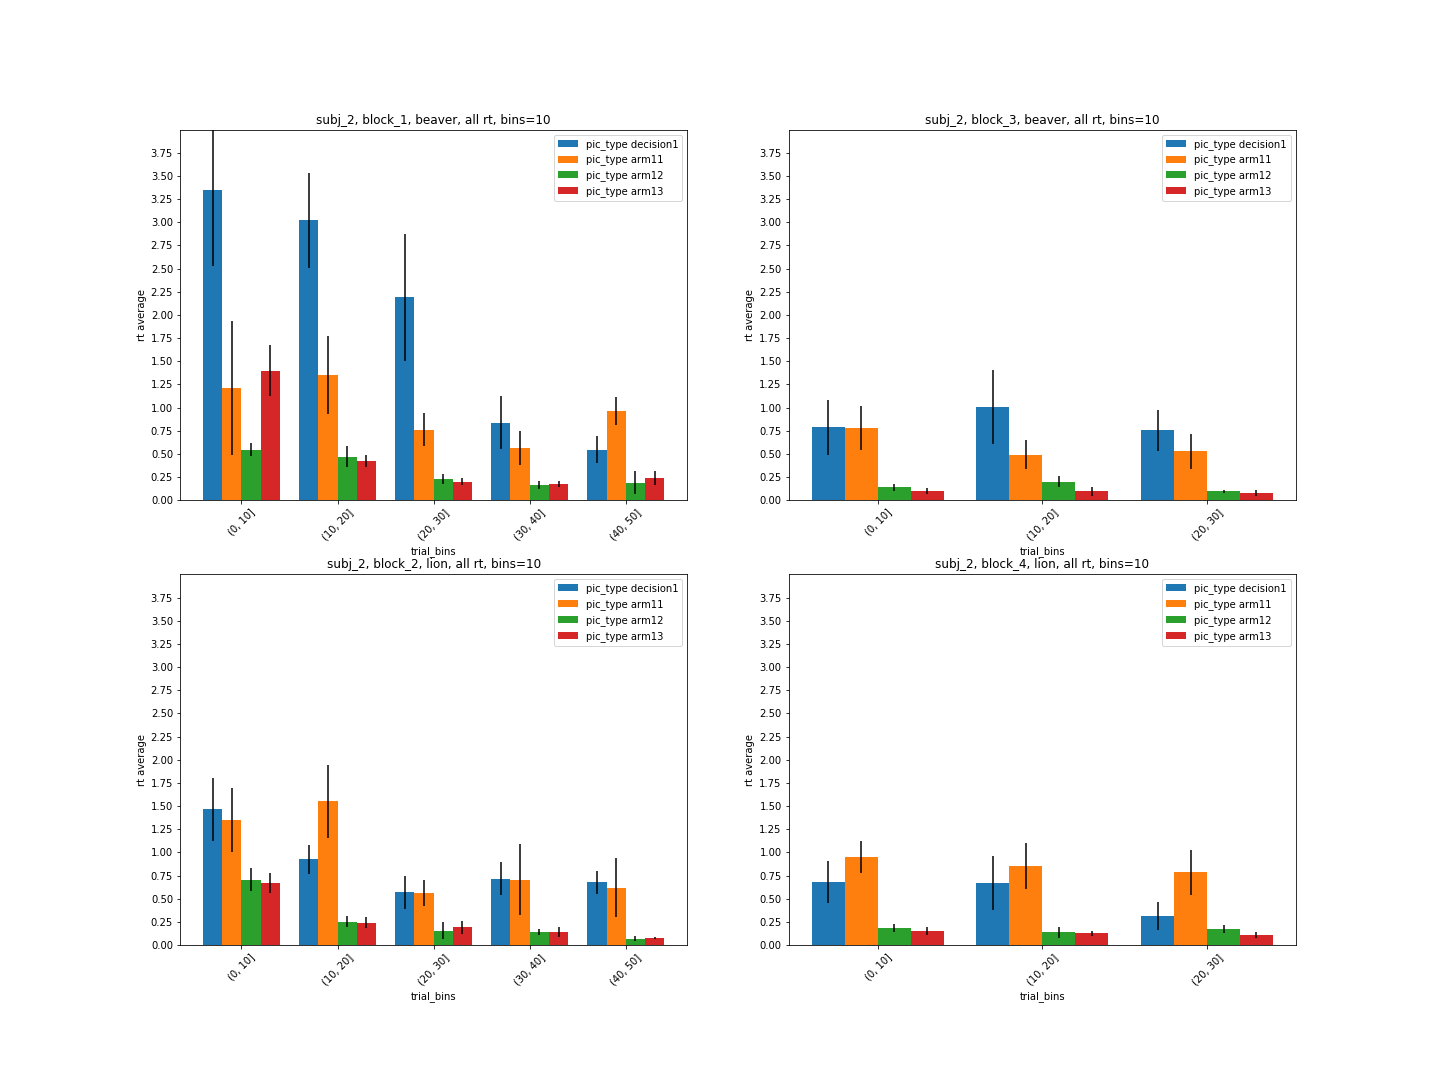 subj_2, block_1, beaver, all rt, bins=10
pic_type decision1
pic_type arm11
pic_type arm12
pic_type arm13
3.75
3.50
3.25
3.00
2.75
2.50
2.25
2.00
1.75
1.50
1.25
1.00
0.75
0.50
0.25
0.00
rt average
(0, 10]
(10, 20]
(20, 30]
(30, 40]
(40, 50]
trial_bins
subj_2, block_3, beaver, all rt, bins=10
pic_type decision1
pic_type arm11
pic_type arm12
pic_type arm13
3.75
3.50
3.25
3.00
2.75
2.50
2.25
2.00
1.75
1.50
1.25
1.00
0.75
0.50
0.25
0.00
rt average
(0, 10]
(10, 20]
(20, 30]
trial_bins
subj_2, block_2, lion, all rt, bins=10
pic_type decision1
pic_type arm11
pic_type arm12
pic_type arm13
3.75
3.50
3.25
3.00
2.75
2.50
2.25
2.00
1.75
1.50
1.25
1.00
0.75
0.50
0.25
0.00
rt average
(0, 10]
(10, 20]
(20, 30]
(30, 40]
(40, 50]
trial_bins
subj_2, block_4, lion, all rt, bins=10
pic_type decision1
pic_type arm11
pic_type arm12
pic_type arm13
3.75
3.50
3.25
3.00
2.75
2.50
2.25
2.00
1.75
1.50
1.25
1.00
0.75
0.50
0.25
0.00
rt average
(0, 10]
(10, 20]
(20, 30]
trial_bins